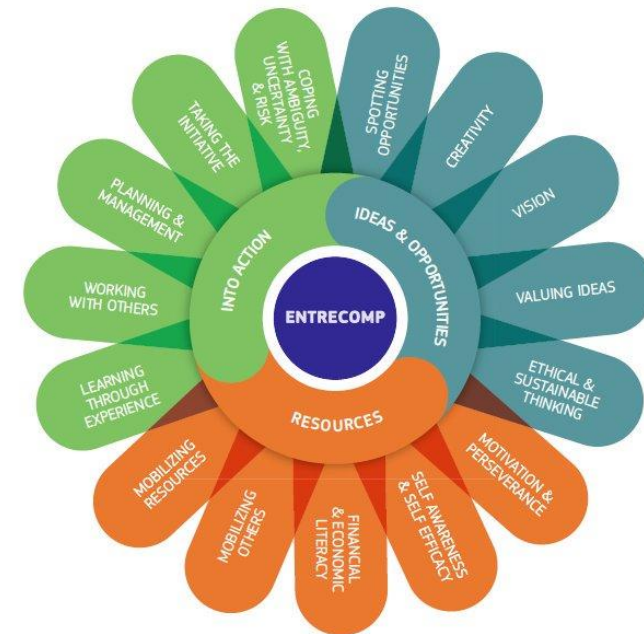 ENTRECOMP
IDEAS & OPPORTUNITIES
SPOTTING
OPPORTUNITIES
CREATIVITY
VISION
VALUING IDEAS
ETHICAL &
SUSTAINABLE
THINKING
RESOURCES
MOTIVATION &
PERSEVERANCE
SELF AWARENESS
& SELF EFFICACY
FINANCIAL
& ECONOMIC
LITERACY
MOBILIZING
OTHERS
MOBILIZING
RESOURCES
INTO ACTION
LEARNING
THROUGH
EXPERIENCE
WORKING
WITH OTHERS
PLANNING &
MANAGEMENT
TAKING THE
INITIATIVE
COPING
WITH AMBIGUITY,
UNCERTAINTY
& RISK